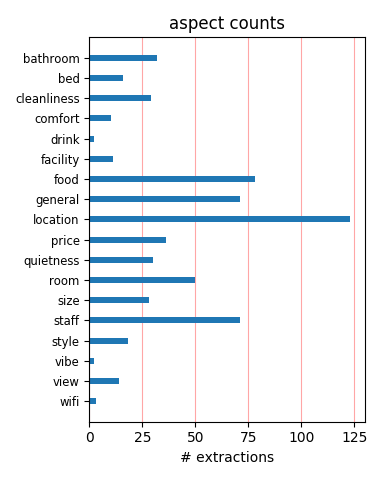 aspect counts
bathroom
bed
cleanliness
comfort
drink
facility
food
general
location
price
quietness
room
size
staff
style
vibe
view
wifi
0 25 50 75 100 125
# extractions